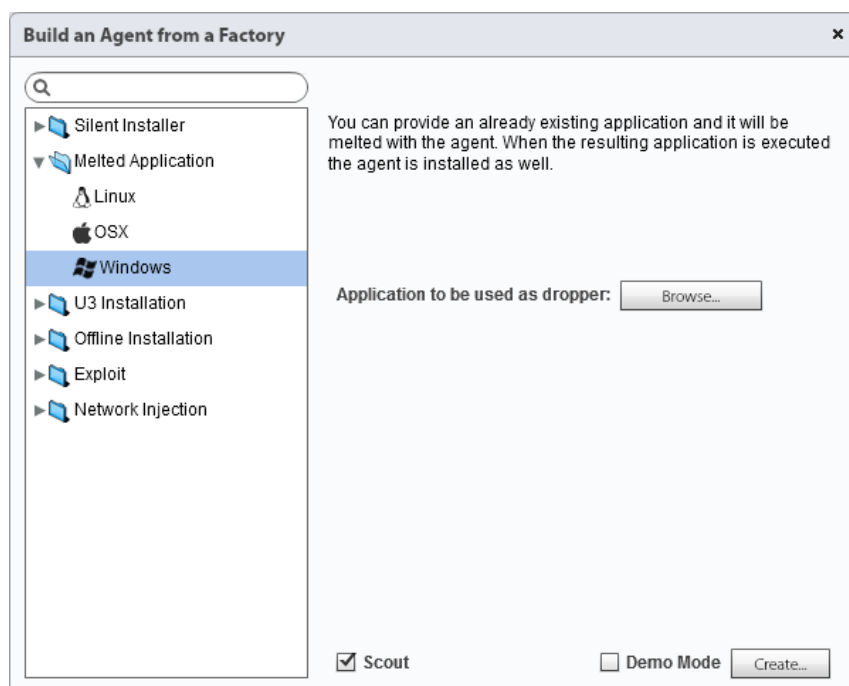 Build an Agent from a Factory
Silent Installer
Melted Application
Linux
OSX
Windows
U3 Installation
Offline Installation
Exploit
Network Injection
You can provide an already existing application and it will be
melted with the agent. When the resulting application is executed
the agent is installed as well.
Application to be used as dropper:
Browse...
Scout
Demo Mode
Create...